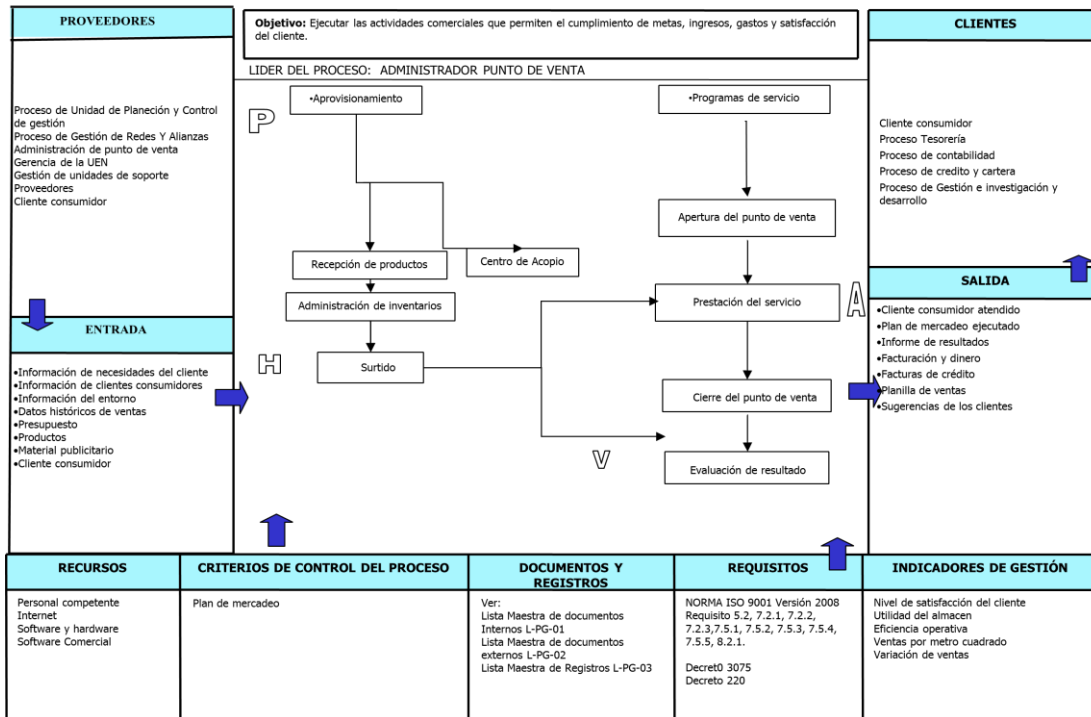 PROVEEDORES
Proceso de Unidad de Planeción y Control
de gestión
Proceso de Gestión de Redes Y Alianzas
Administración de punto de venta
Gerencia de la UEN
Gestión de unidades de soporte
Proveedores
Cliente consumidor
ENTRADA
•Información de necesidades del cliente
•Información de clientes consumidores
•Información del entorno
•Datos históricos de ventas
•Presupuesto
•Productos
•Material publicitario
•Cliente consumidor
Objetivo: Ejecutar las actividades comerciales que permiten el cumplimiento de metas, ingresos, gastos y satisfacción
del cliente.
LIDER DEL PROCESO: ADMINISTRADOR PUNTO DE VENTA
P
•Aprovisionamiento
•Programas de servicio
Apertura del punto de venta
Recepción de productos
Centro de Acopio
Administración de inventarios
Prestación del servicio
A
H
Surtido
Cierre del punto de venta
V
Evaluación de resultado
CLIENTES
Cliente consumidor
Proceso Tesorería
Proceso de contabilidad
Proceso de credito y cartera
Proceso de Gestión e investigación y
desarrollo
SALIDA
•Cliente consumidor atendido
•Plan de mercadeo ejecutado
•Informe de resultados
•Facturación y dinero
•Facturas de crédito
•Planilla de ventas
•Sugerencias de los clientes
RECURSOS
Personal competente
Internet
Software y hardware
Software Comercial
CRITERIOS DE CONTROL DEL PROCESO
Plan de mercadeo
DOCUMENTOS Y
REGISTROS
Ver:
Lista Maestra de documentos
Internos L-PG-01
Lista Maestra de documentos
externos L-PG-02
Lista Maestra de Registros L-PG-03
REQUISITOS
NORMA ISO 9001 Versión 2008
Requisito 5.2, 7.2.1, 7.2.2,
7.2.3,7.5.1, 7.5.2, 7.5.3, 7.5.4,
7.5.5, 8.2.1.
Decret0 3075
Decreto 220
INDICADORES DE GESTIÓN
Nivel de satisfacción del cliente
Utilidad del almacen
Eficiencia operativa
Ventas por metro cuadrado
Variación de ventas